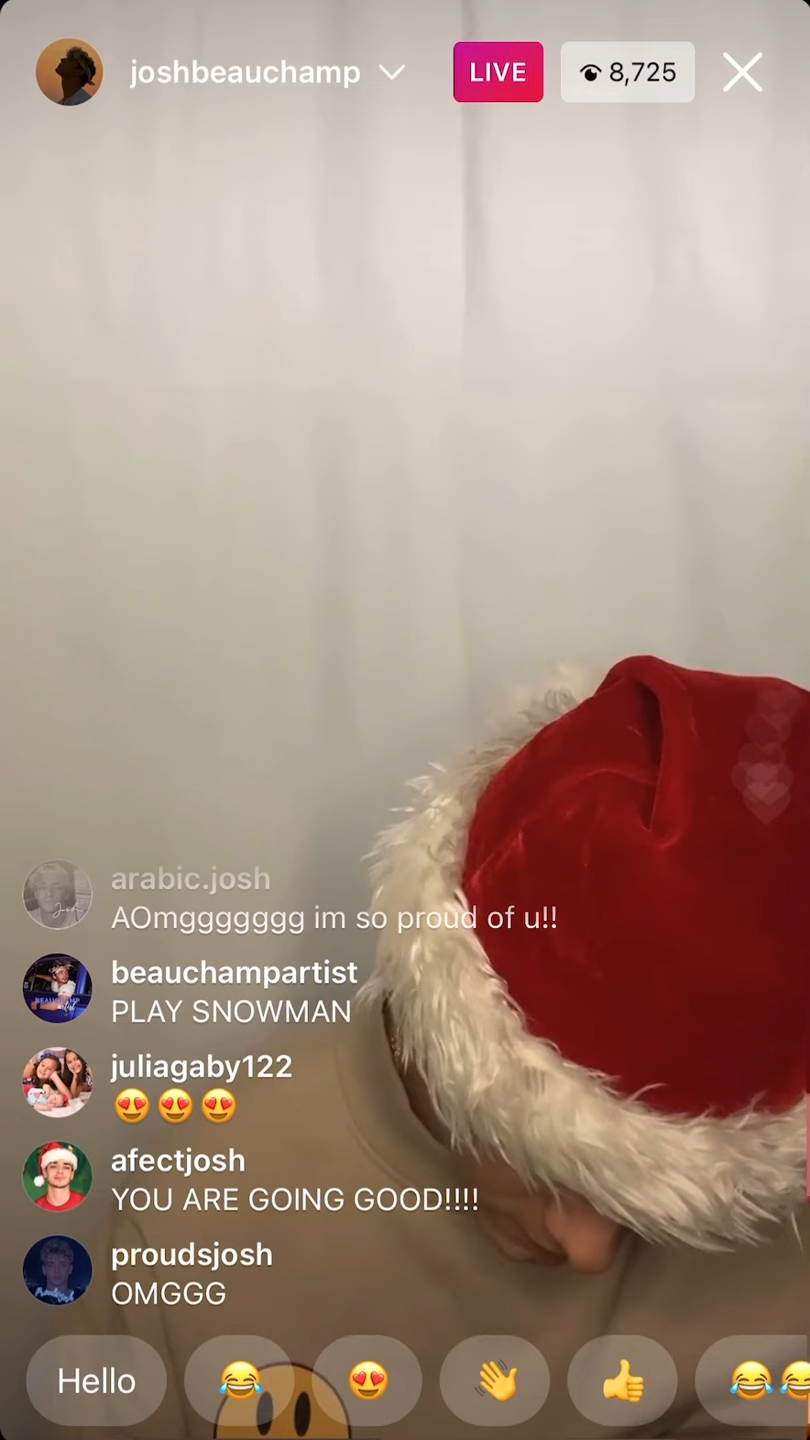 joshbeauchamp
LIVE
8,725
arabic.josh
AOmggggggg im so proud of u!!
beauchampartist
PLAY SNOWMAN
juliagaby122
😍😍😍
afectjosh
YOU ARE GOING GOOD!!!!
proudsjosh
OMGGG
Hello 😂 😍 👋 👍 😂😂